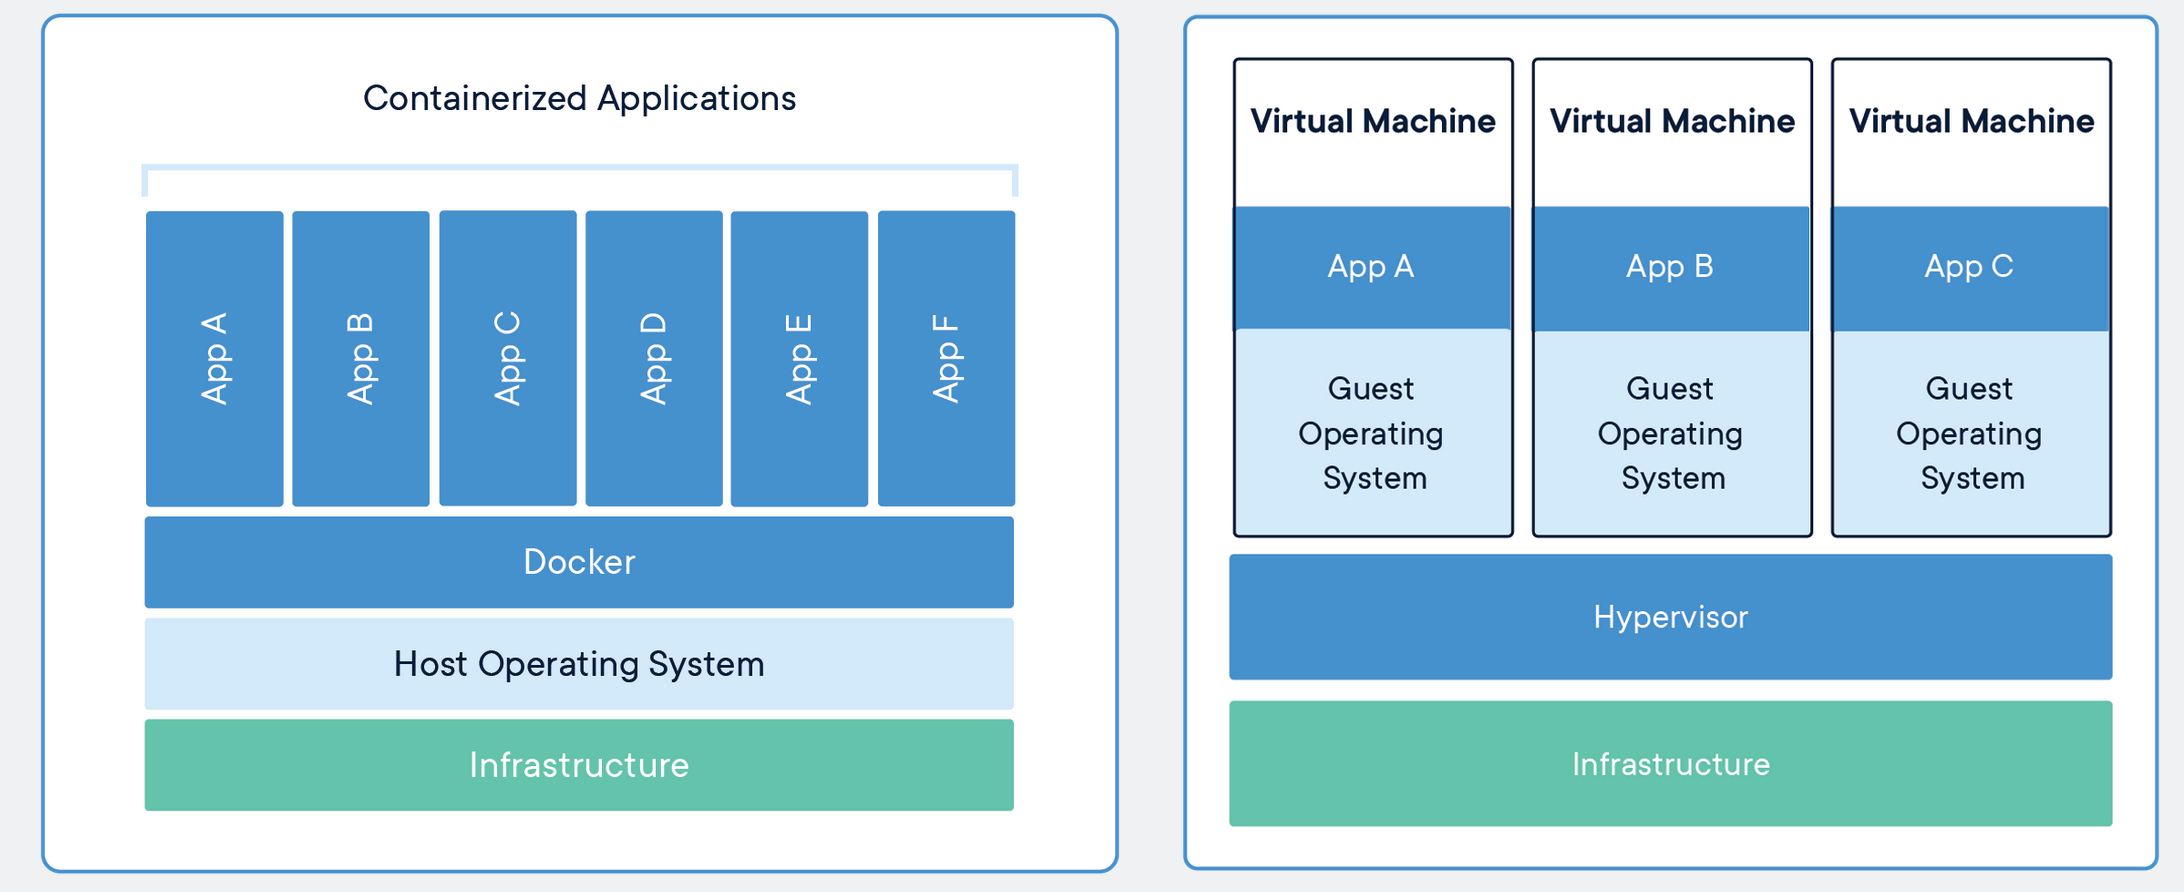 Containerized Applications
App A
App B
App C
App D
App E
App F
Docker
Host Operating System
Infrastructure
Virtual Machine
App A
Guest
Operating
System
Virtual Machine
App B
Guest
Operating
System
Virtual Machine
App C
Guest
Operating
System
Hypervisor
Infrastructure